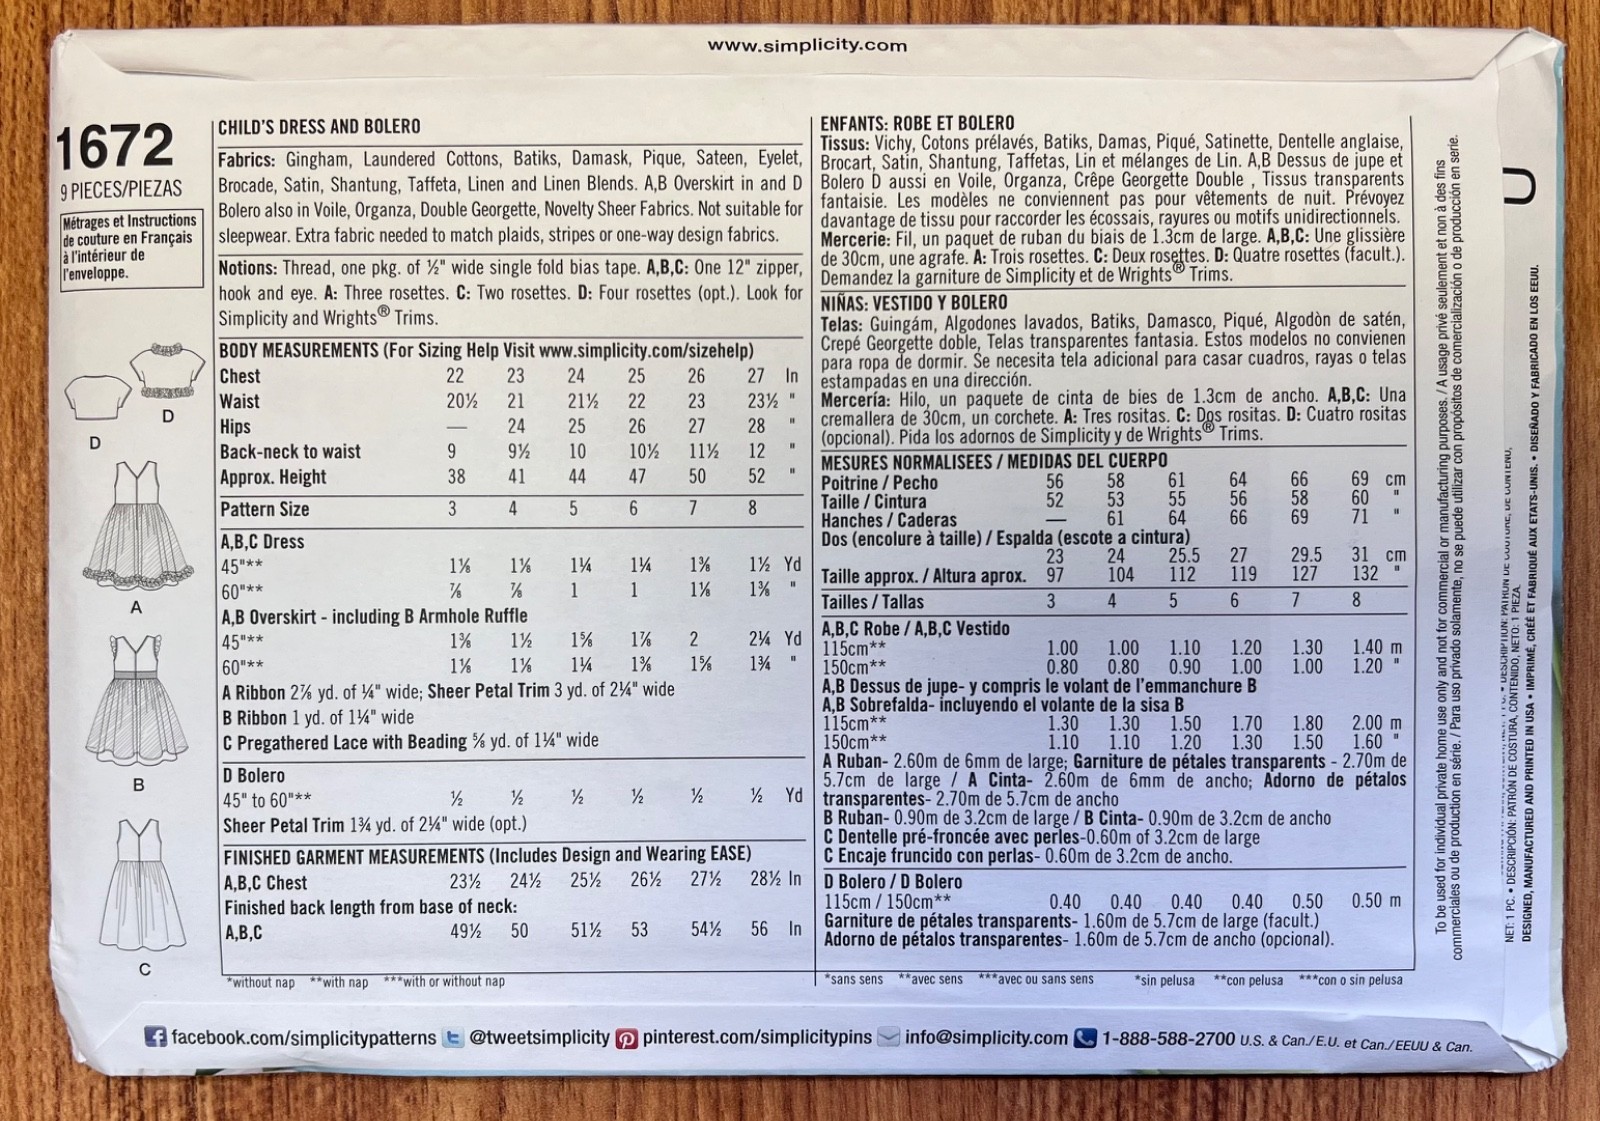 www.simplicity.com
1672
9 PIECES/PIEZAS
Métrages et Instructions
de couture en Français
à l'intérieur de
l'enveloppe.
D
D
A
B
C
CHILD'S DRESS AND BOLERO
Fabrics: Gingham, Laundered Cottons, Batiks, Damask, Pique, Sateen, Eyelet,
Brocade, Satin, Shantung, Taffeta, Linen and Linen Blends. A,B Overskirt in and D
Bolero also in Voile, Organza, Double Georgette, Novelty Sheer Fabrics. Not suitable for
sleepwear. Extra fabric needed to match plaids, stripes or one-way design fabrics.
Notions: Thread, one pkg. of ½" wide single fold bias tape. A,B,C: One 12" zipper,
hook and eye. A: Three rosettes. C: Two rosettes. D: Four rosettes (opt.). Look for
Simplicity and Wrights® Trims.
BODY MEASUREMENTS (For Sizing Help Visit www.simplicity.com/sizehelp)
Chest 22 23 24 25 26 27 In
Waist 20½ 21 21½ 22 23 23½ "
Hips — 24 25 26 27 28 "
Back-neck to waist 9 9½ 10 10½ 11½ 12 "
Approx. Height 38 41 44 47 50 52 "
Pattern Size 3 4 5 6 7 8
A,B,C Dress
45"** 1⅛ 1⅛ 1¼ 1¼ 1⅜ 1½ Yd
60"** ⅞ ⅞ 1 1 1⅛ 1⅜ "
A,B Overskirt - including B Armhole Ruffle
45"** 1⅜ 1½ 1⅝ 1⅞ 2 2¼ Yd
60"** 1⅛ 1⅛ 1¼ 1⅜ 1⅝ 1¾ "
A Ribbon 2⅞ yd. of ¼" wide; Sheer Petal Trim 3 yd. of 2¼" wide
B Ribbon 1 yd. of 1¼" wide
C Pregathered Lace with Beading ⅝ yd. of 1¼" wide
D Bolero
45" to 60"** ½ ½ ½ ½ ½ ½ Yd
Sheer Petal Trim 1¾ yd. of 2¼" wide (opt.)
FINISHED GARMENT MEASUREMENTS (Includes Design and Wearing EASE)
A,B,C Chest 23½ 24½ 25½ 26½ 27½ 28½ In
Finished back length from base of neck:
A,B,C 49½ 50 51½ 53 54½ 56 In
*without nap **with nap ***with or without nap
ENFANTS: ROBE ET BOLERO
Tissus: Vichy, Cotons prélavés, Batiks, Damas, Piqué, Satinette, Dentelle anglaise,
Brocart, Satin, Shantung, Taffetas, Lin et mélanges de Lin. A,B Dessus de jupe et
Bolero D aussi en Voile, Organza, Crêpe Georgette Double , Tissus transparents
fantaisie. Les modèles ne conviennent pas pour vêtements de nuit. Prévoyez
davantage de tissu pour raccorder les écossais, rayures ou motifs unidirectionnels.
Mercerie: Fil, un paquet de ruban du biais de 1.3cm de large. A,B,C: Une glissière
de 30cm, une agrafe. A: Trois rosettes. C: Deux rosettes. D: Quatre rosettes (facult.).
Demandez la garniture de Simplicity et de Wrights® Trims.
NIÑAS: VESTIDO Y BOLERO
Telas: Guingám, Algodones lavados, Batiks, Damasco, Piqué, Algodòn de satén,
Crepé Georgette doble, Telas transparentes fantasia. Estos modelos no convienen
para ropa de dormir. Se necesita tela adicional para casar cuadros, rayas o telas
estampadas en una dirección.
Mercería: Hilo, un paquete de cinta de bies de 1.3cm de ancho. A,B,C: Una
cremallera de 30cm, un corchete. A: Tres rositas. C: Dos rositas. D: Cuatro rositas
(opcional). Pida los adornos de Simplicity y de Wrights® Trims.
MESURES NORMALISEES / MEDIDAS DEL CUERPO
Poitrine / Pecho 56 58 61 64 66 69 cm
Taille / Cintura 52 53 55 56 58 60 "
Hanches / Caderas — 61 64 66 69 71 "
Dos (encolure à taille) / Espalda (escote a cintura)
23 24 25.5 27 29.5 31 cm
Taille approx. / Altura aprox. 97 104 112 119 127 132 "
Tailles / Tallas 3 4 5 6 7 8
A,B,C Robe / A,B,C Vestido
115cm** 1.00 1.00 1.10 1.20 1.30 1.40 m
150cm** 0.80 0.80 0.90 1.00 1.00 1.20 "
A,B Dessus de jupe- y compris le volant de l'emmanchure B
A,B Sobrefalda- incluyendo el volante de la sisa B
115cm** 1.30 1.30 1.50 1.70 1.80 2.00 m
150cm** 1.10 1.10 1.20 1.30 1.50 1.60 "
A Ruban- 2.60m de 6mm de large; Garniture de pétales transparents - 2.70m de
5.7cm de large / A Cinta- 2.60m de 6mm de ancho; Adorno de pétalos
transparentes- 2.70m de 5.7cm de ancho
B Ruban- 0.90m de 3.2cm de large / B Cinta- 0.90m de 3.2cm de ancho
C Dentelle pré-froncée avec perles-0.60m of 3.2cm de large
C Encaje fruncido con perlas- 0.60m de 3.2cm de ancho.
D Bolero / D Bolero
115cm / 150cm** 0.40 0.40 0.40 0.40 0.50 0.50 m
Garniture de pétales transparents- 1.60m de 5.7cm de large (facult.)
Adorno de pétalos transparentes- 1.60m de 5.7cm de ancho (opcional).
*sans sens **avec sens ***avec ou sans sens *sin pelusa **con pelusa ***con o sin pelusa
To be used for individual private home use only and not for commercial or manufacturing purposes. / A usage privé seulement et non à des fins
commerciales ou de production en série. / Para uso privado solamente, no se puede utilizar con propósitos de comercialización o de producción en serie.
NET: 1 PC. • DESCRIPCIÓN: PATRÓN DE COSTURA, CONTENIDO, NETO: 1 PIEZA.
DESIGNED, MANUFACTURED AND PRINTED IN USA • IMPRIMÉ, CRÉÉ ET FABRIQUÉ AUX ETATS-UNIS. • DISEÑADO Y FABRICADO EN LOS EEUU.
facebook.com/simplicitypatterns @tweetsimplicity pinterest.com/simplicitypins info@simplicity.com 1-888-588-2700 U.S. & Can./E.U. et Can./EEUU & Can.